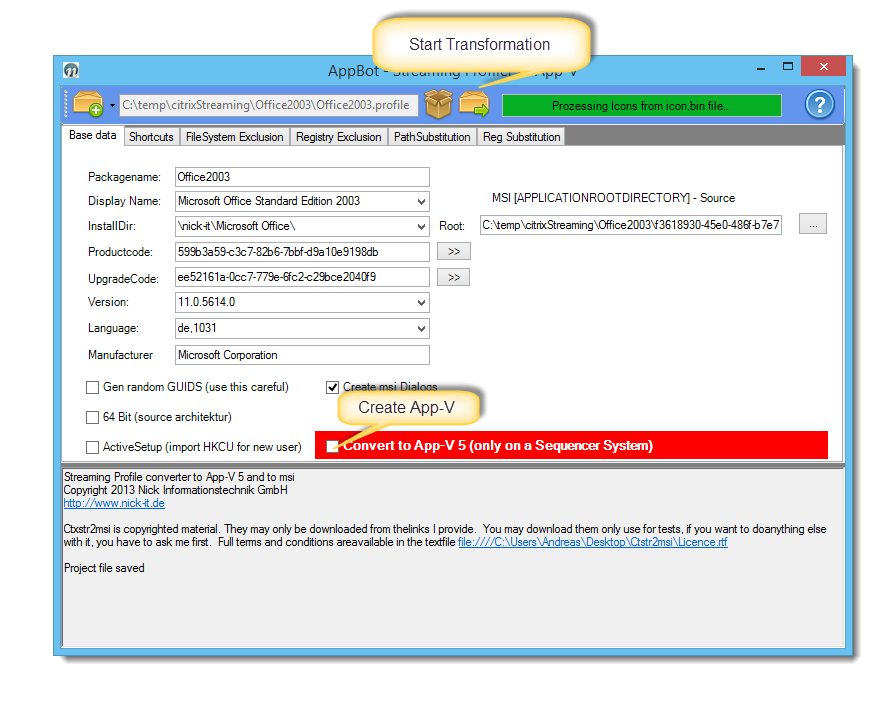 Start Transformation
AppBot - Streaming Profile App-V
C:\temp\citrixStreaming\Office2003\Office2003.profile
Prozessing Icons from icon.bin file...
?
Base data Shortcuts FileSystem Exclusion Registry Exclusion PathSubstitution Reg Substitution
Packagename: Office2003
Display Name: Microsoft Office Standard Edition 2003 MSI [APPLICATIONROOTDIRECTORY] - Source
InstallDir: \nick-it\Microsoft Office\ Root: C:\temp\citrixStreaming\Office2003\f3618930-45e0-486f-b7e7 ...
Productcode: 599b3a59-c3c7-82b6-7bbf-d9a10e9198db >>
UpgradeCode: ee52161a-0cc7-779e-6fc2-c29bce2040f9 >>
Version: 11.0.5614.0
Language: de,1031
Manufacturer Microsoft Corporation
Gen random GUIDS (use this careful) Create msi Dialogs
Create App-V
64 Bit (source architektur)
ActiveSetup (import HKCU for new user) Convert to App-V 5 (only on a Sequencer System)
Streaming Profile converter to App-V 5 and to msi
Copyright 2013 Nick Informationstechnik GmbH
http://www.nick-it.de
Ctxstr2msi is copyrighted material. They may only be downloaded from thelinks I provide. You may download them only use for tests, if you want to doanything else
with it, you have to ask me first. Full terms and conditions areavailable in the textfile file:////C:\Users\Andreas\Desktop\Ctstr2msi\Licence.rtf
Project file saved